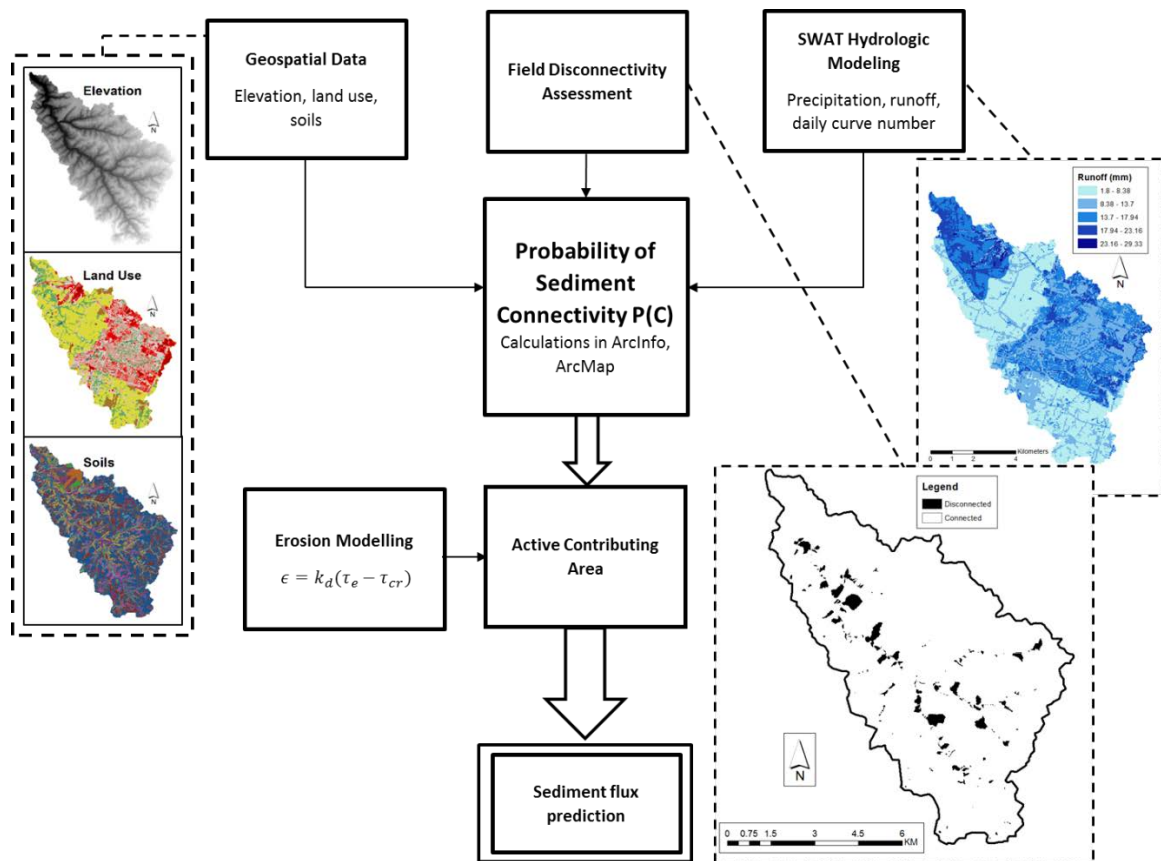 Geospatial Data
Elevation, land use,
soils
Field Disconnectivity
Assessment
SWAT Hydrologic
Modeling
Precipitation, runoff,
daily curve number
Elevation
N
Land Use
N
Soils
N
Probability of
Sediment
Connectivity P(C)
Calculations in ArcInfo,
ArcMap
Runoff (mm)
1.8 - 8.38
8.38 - 13.7
13.7 - 17.94
17.94 - 23.16
23.16 - 29.33
N
0 1 2 4 Kilometers
Erosion Modelling
ϵ = k_d(τ_e − τ_cr)
Active Contributing
Area
Legend
Disconnected
Connected
N
0 0.75 1.5 3 4.5 6
KM
Sediment flux
prediction